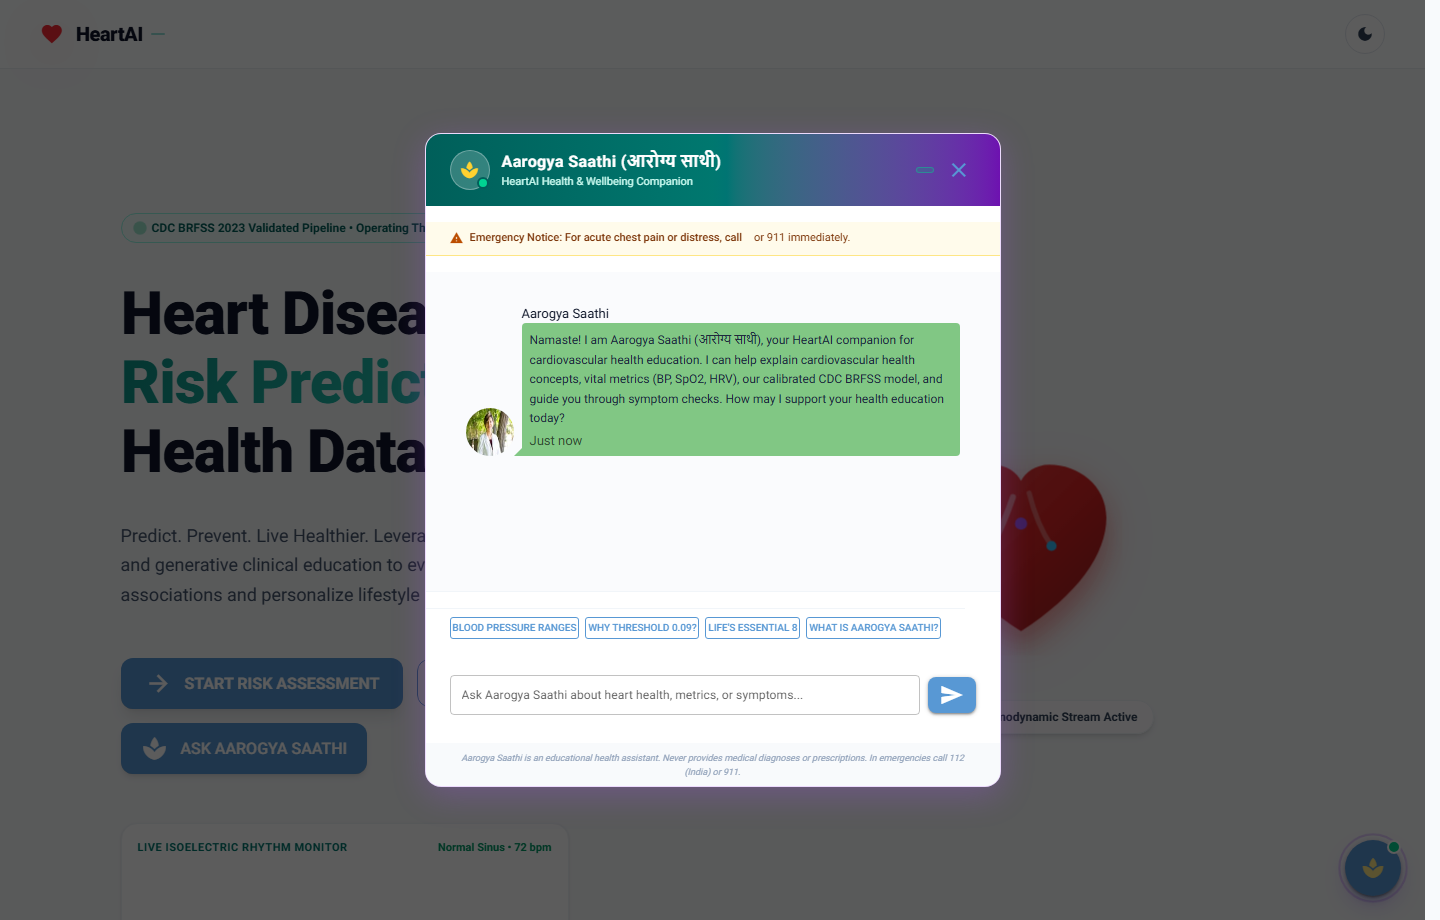 HeartAI
CDC BRFSS 2023 Validated Pipeline • Operating Th
Heart Disea
Risk Predict
Health Data
Predict. Prevent. Live Healthier. Levera
and generative clinical education to ev
associations and personalize lifestyle
START RISK ASSESSMENT
ASK AAROGYA SAATHI
LIVE ISOELECTRIC RHYTHM MONITOR
Normal Sinus • 72 bpm
nodynamic Stream Active
Aarogya Saathi (आरोग्य साथी)
HeartAI Health & Wellbeing Companion
Emergency Notice: For acute chest pain or distress, call or 911 immediately.
Aarogya Saathi
Namaste! I am Aarogya Saathi (आरोग्य साथी), your HeartAI companion for
cardiovascular health education. I can help explain cardiovascular health
concepts, vital metrics (BP, SpO2, HRV), our calibrated CDC BRFSS model, and
guide you through symptom checks. How may I support your health education
today?
Just now
BLOOD PRESSURE RANGES
WHY THRESHOLD 0.09?
LIFE'S ESSENTIAL 8
WHAT IS AAROGYA SAATHI?
Ask Aarogya Saathi about heart health, metrics, or symptoms...
Aarogya Saathi is an educational health assistant. Never provides medical diagnoses or prescriptions. In emergencies call 112
(India) or 911.